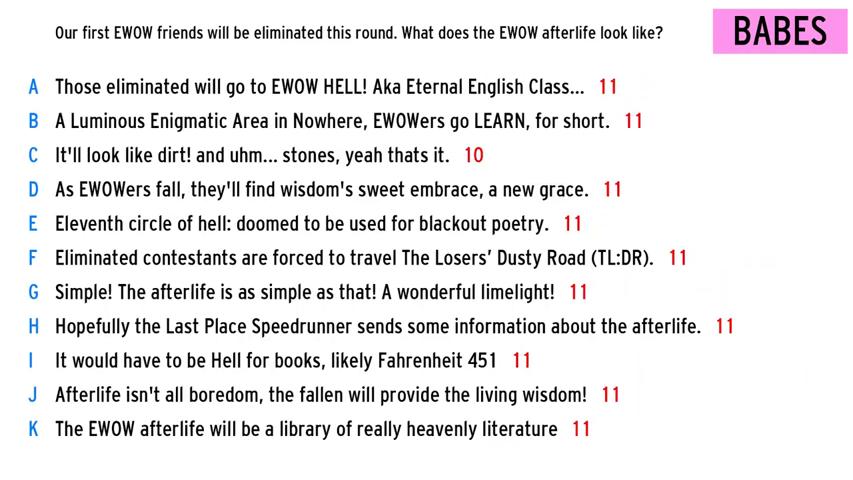 Our first EWOW friends will be eliminated this round. What does the EWOW afterlife look like?
BABES
A Those eliminated will go to EWOW HELL! Aka Eternal English Class... 11
B A Luminous Enigmatic Area in Nowhere, EWOWers go LEARN, for short. 11
C It'll look like dirt! and uhm... stones, yeah thats it. 10
D As EWOWers fall, they'll find wisdom's sweet embrace, a new grace. 11
E Eleventh circle of hell: doomed to be used for blackout poetry. 11
F Eliminated contestants are forced to travel The Losers’ Dusty Road (TL:DR). 11
G Simple! The afterlife is as simple as that! A wonderful limelight! 11
H Hopefully the Last Place Speedrunner sends some information about the afterlife. 11
I It would have to be Hell for books, likely Fahrenheit 451 11
J Afterlife isn't all boredom, the fallen will provide the living wisdom! 11
K The EWOW afterlife will be a library of really heavenly literature 11